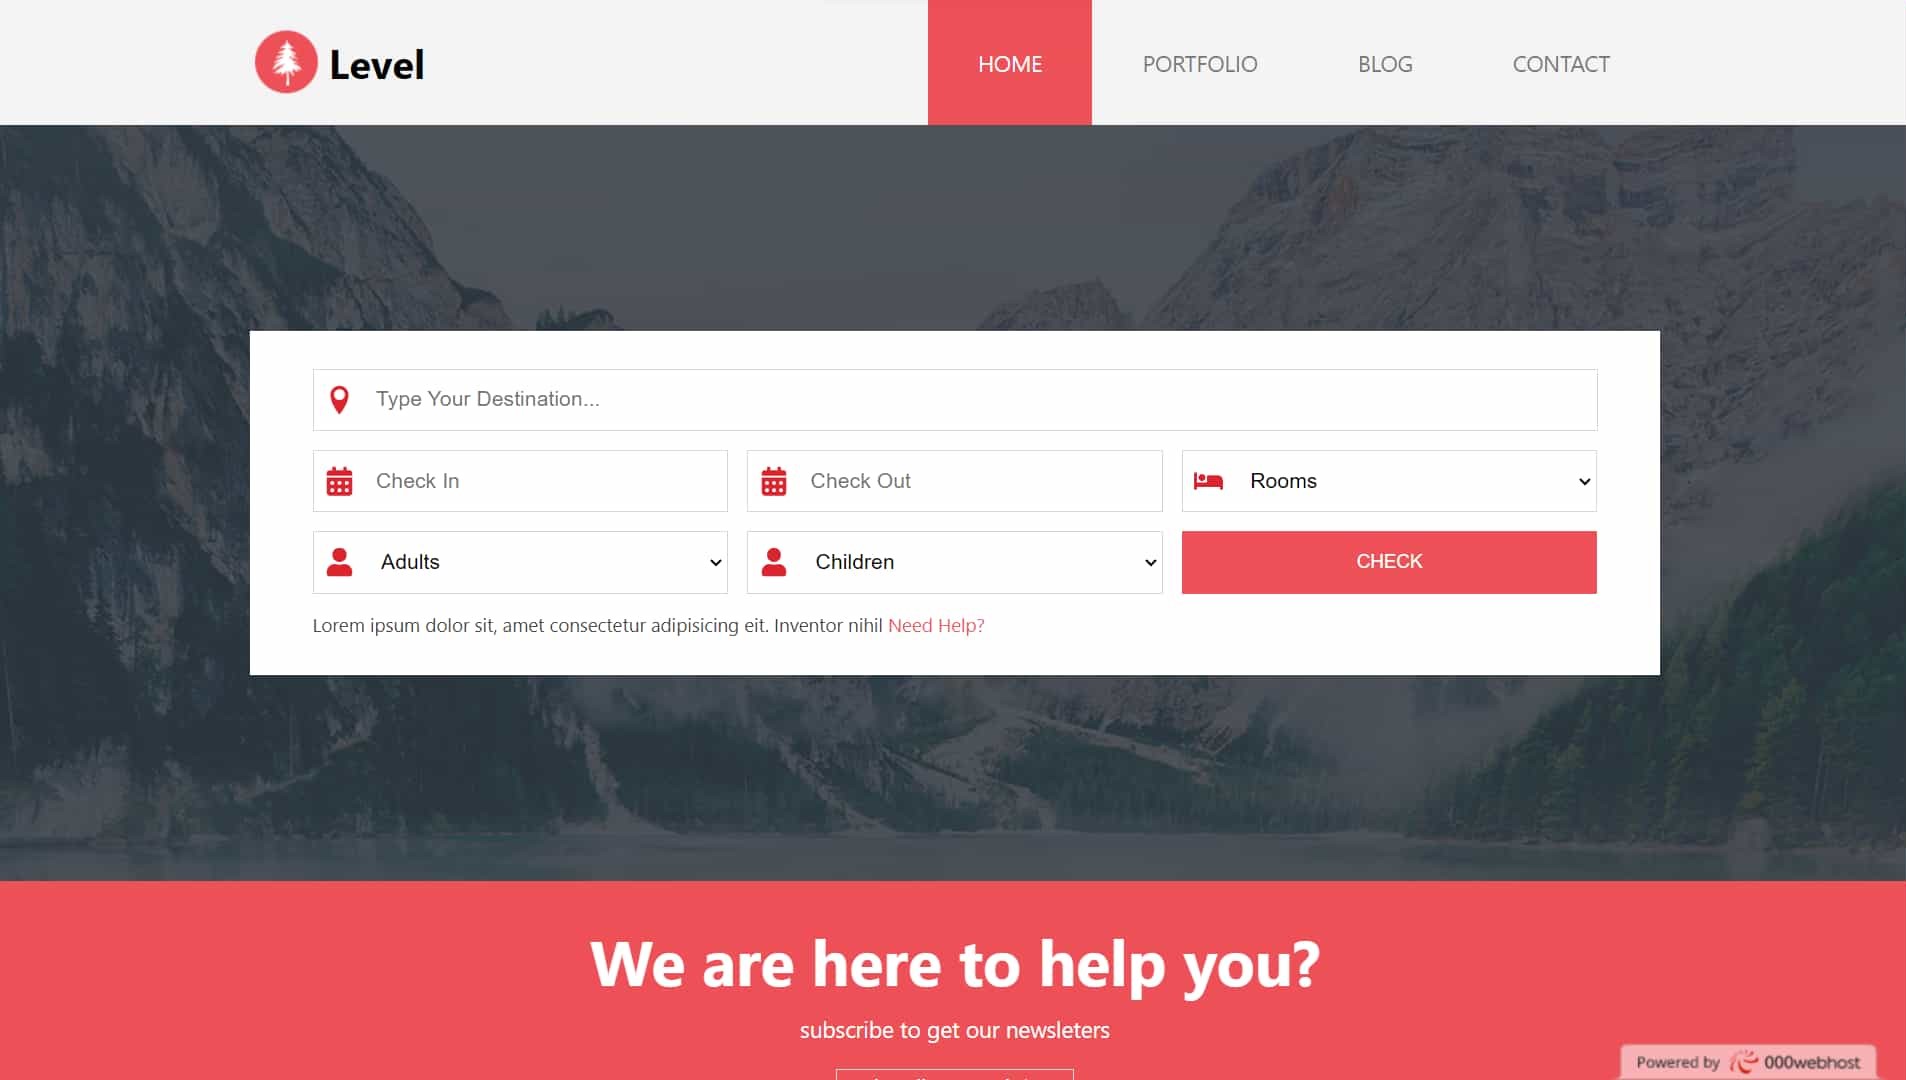 Level
HOME
PORTFOLIO
BLOG
CONTACT
Type Your Destination...
Check In
Check Out
Rooms
Adults
Children
CHECK
Lorem ipsum dolor sit, amet consectetur adipisicing eit. Inventor nihil Need Help?
We are here to help you?
subscribe to get our newsleters
Powered by 000webhost